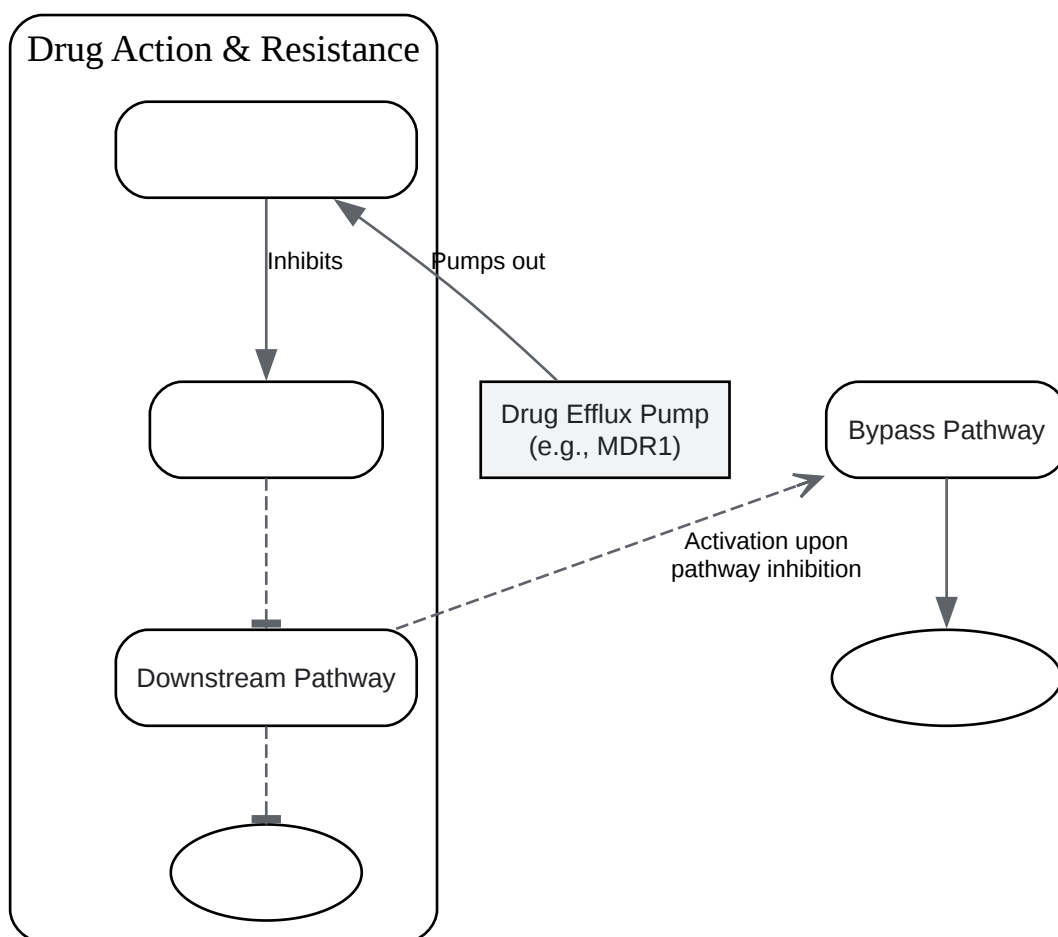 Drug Action & Resistance
Inhibits
Pumps out
Drug Efflux Pump
(e.g., MDR1)
Bypass Pathway
Activation upon
pathway inhibition
Downstream Pathway